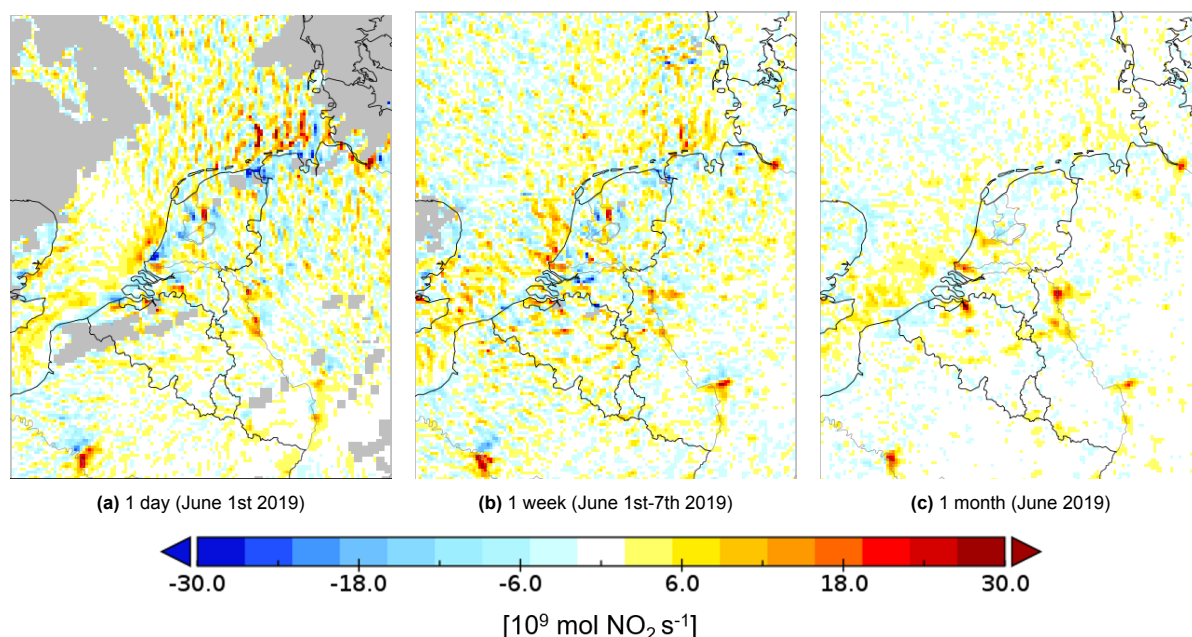 (a) 1 day (June 1st 2019)
(b) 1 week (June 1st-7th 2019)
(c) 1 month (June 2019)
-30.0 -18.0 -6.0 6.0 18.0 30.0
[10⁹ mol NO₂ s⁻¹]